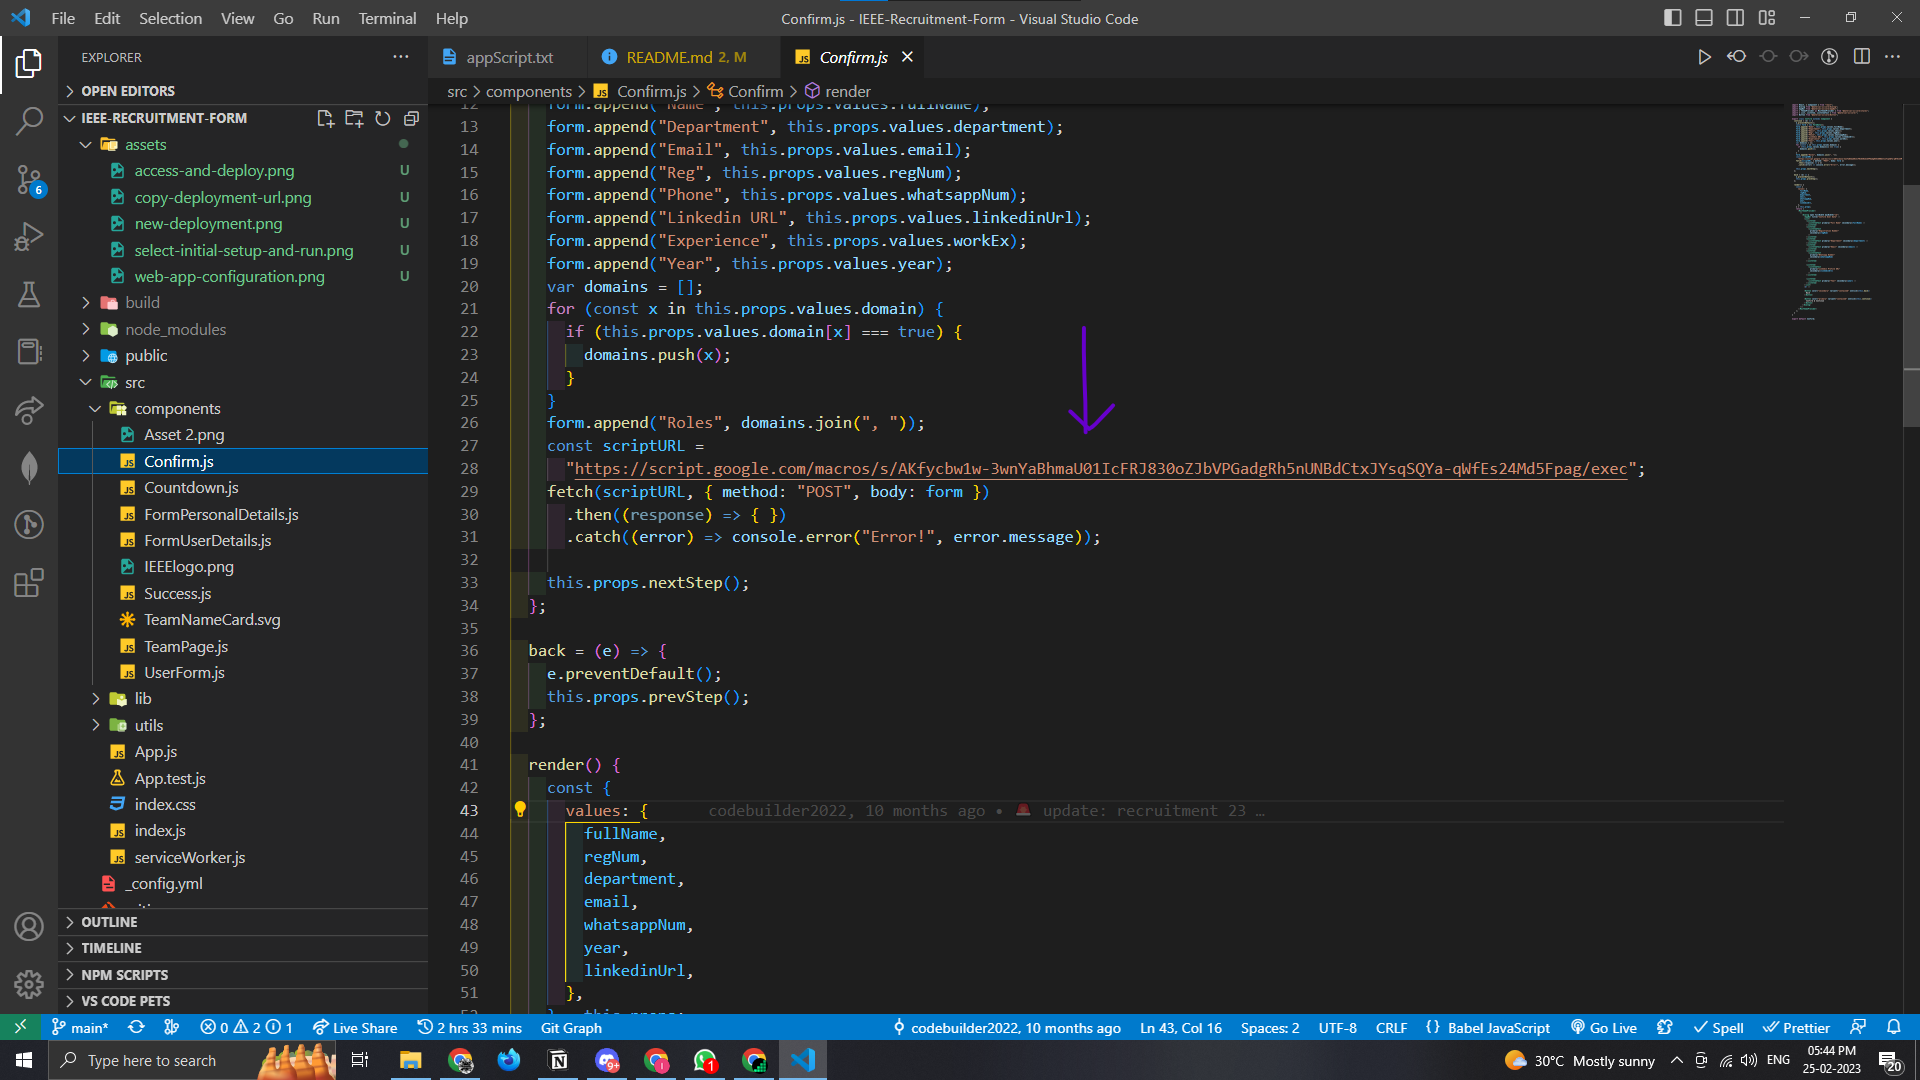 File Edit Selection View Go Run Terminal Help
Confirm.js - IEEE-Recruitment-Form - Visual Studio Code
EXPLORER
appScript.txt
README.md 2, M
Confirm.js
OPEN EDITORS
src > components > Confirm.js > Confirm > render
IEEE-RECRUITMENT-FORM
assets
access-and-deploy.png U
copy-deployment-url.png U
new-deployment.png U
select-initial-setup-and-run.png U
web-app-configuration.png U
build
node_modules
public
src
components
Asset 2.png
Confirm.js
Countdown.js
FormPersonalDetails.js
FormUserDetails.js
IEEElogo.png
Success.js
TeamNameCard.svg
TeamPage.js
UserForm.js
lib
utils
App.js
App.test.js
index.css
index.js
serviceWorker.js
_config.yml
OUTLINE
TIMELINE
NPM SCRIPTS
VS CODE PETS
6
12 form.append("Name", this.props.values.fullName);
13 form.append("Department", this.props.values.department);
14 form.append("Email", this.props.values.email);
15 form.append("Reg", this.props.values.regNum);
16 form.append("Phone", this.props.values.whatsappNum);
17 form.append("Linkedin URL", this.props.values.linkedinUrl);
18 form.append("Experience", this.props.values.workEx);
19 form.append("Year", this.props.values.year);
20 var domains = [];
21 for (const x in this.props.values.domain) {
22 if (this.props.values.domain[x] === true) {
23 domains.push(x);
24 }
25 }
26 form.append("Roles", domains.join(", "));
27 const scriptURL =
28 "https://script.google.com/macros/s/AKfycbw1w-3wnYaBhmaU01IcFRJ830oZJbVPGadgRh5nUNBdCtxJYsqSQYa-qWfEs24Md5Fpag/exec";
29 fetch(scriptURL, { method: "POST", body: form })
30 .then((response) => { })
31 .catch((error) => console.error("Error!", error.message));
32
33 this.props.nextStep();
34 };
35
36 back = (e) => {
37 e.preventDefault();
38 this.props.prevStep();
39 };
40
41 render() {
42 const {
43 values: { codebuilder2022, 10 months ago • 🚨 update: recruitment 23 …
44 fullName,
45 regNum,
46 department,
47 email,
48 whatsappNum,
49 year,
50 linkedinUrl,
51 },
main* 0 2 1 Live Share 2 hrs 33 mins Git Graph codebuilder2022, 10 months ago Ln 43, Col 16 Spaces: 2 UTF-8 CRLF {} Babel JavaScript Go Live Spell Prettier
Type here to search
9+ 1
30°C Mostly sunny ENG
05:44 PM
25-02-2023
20